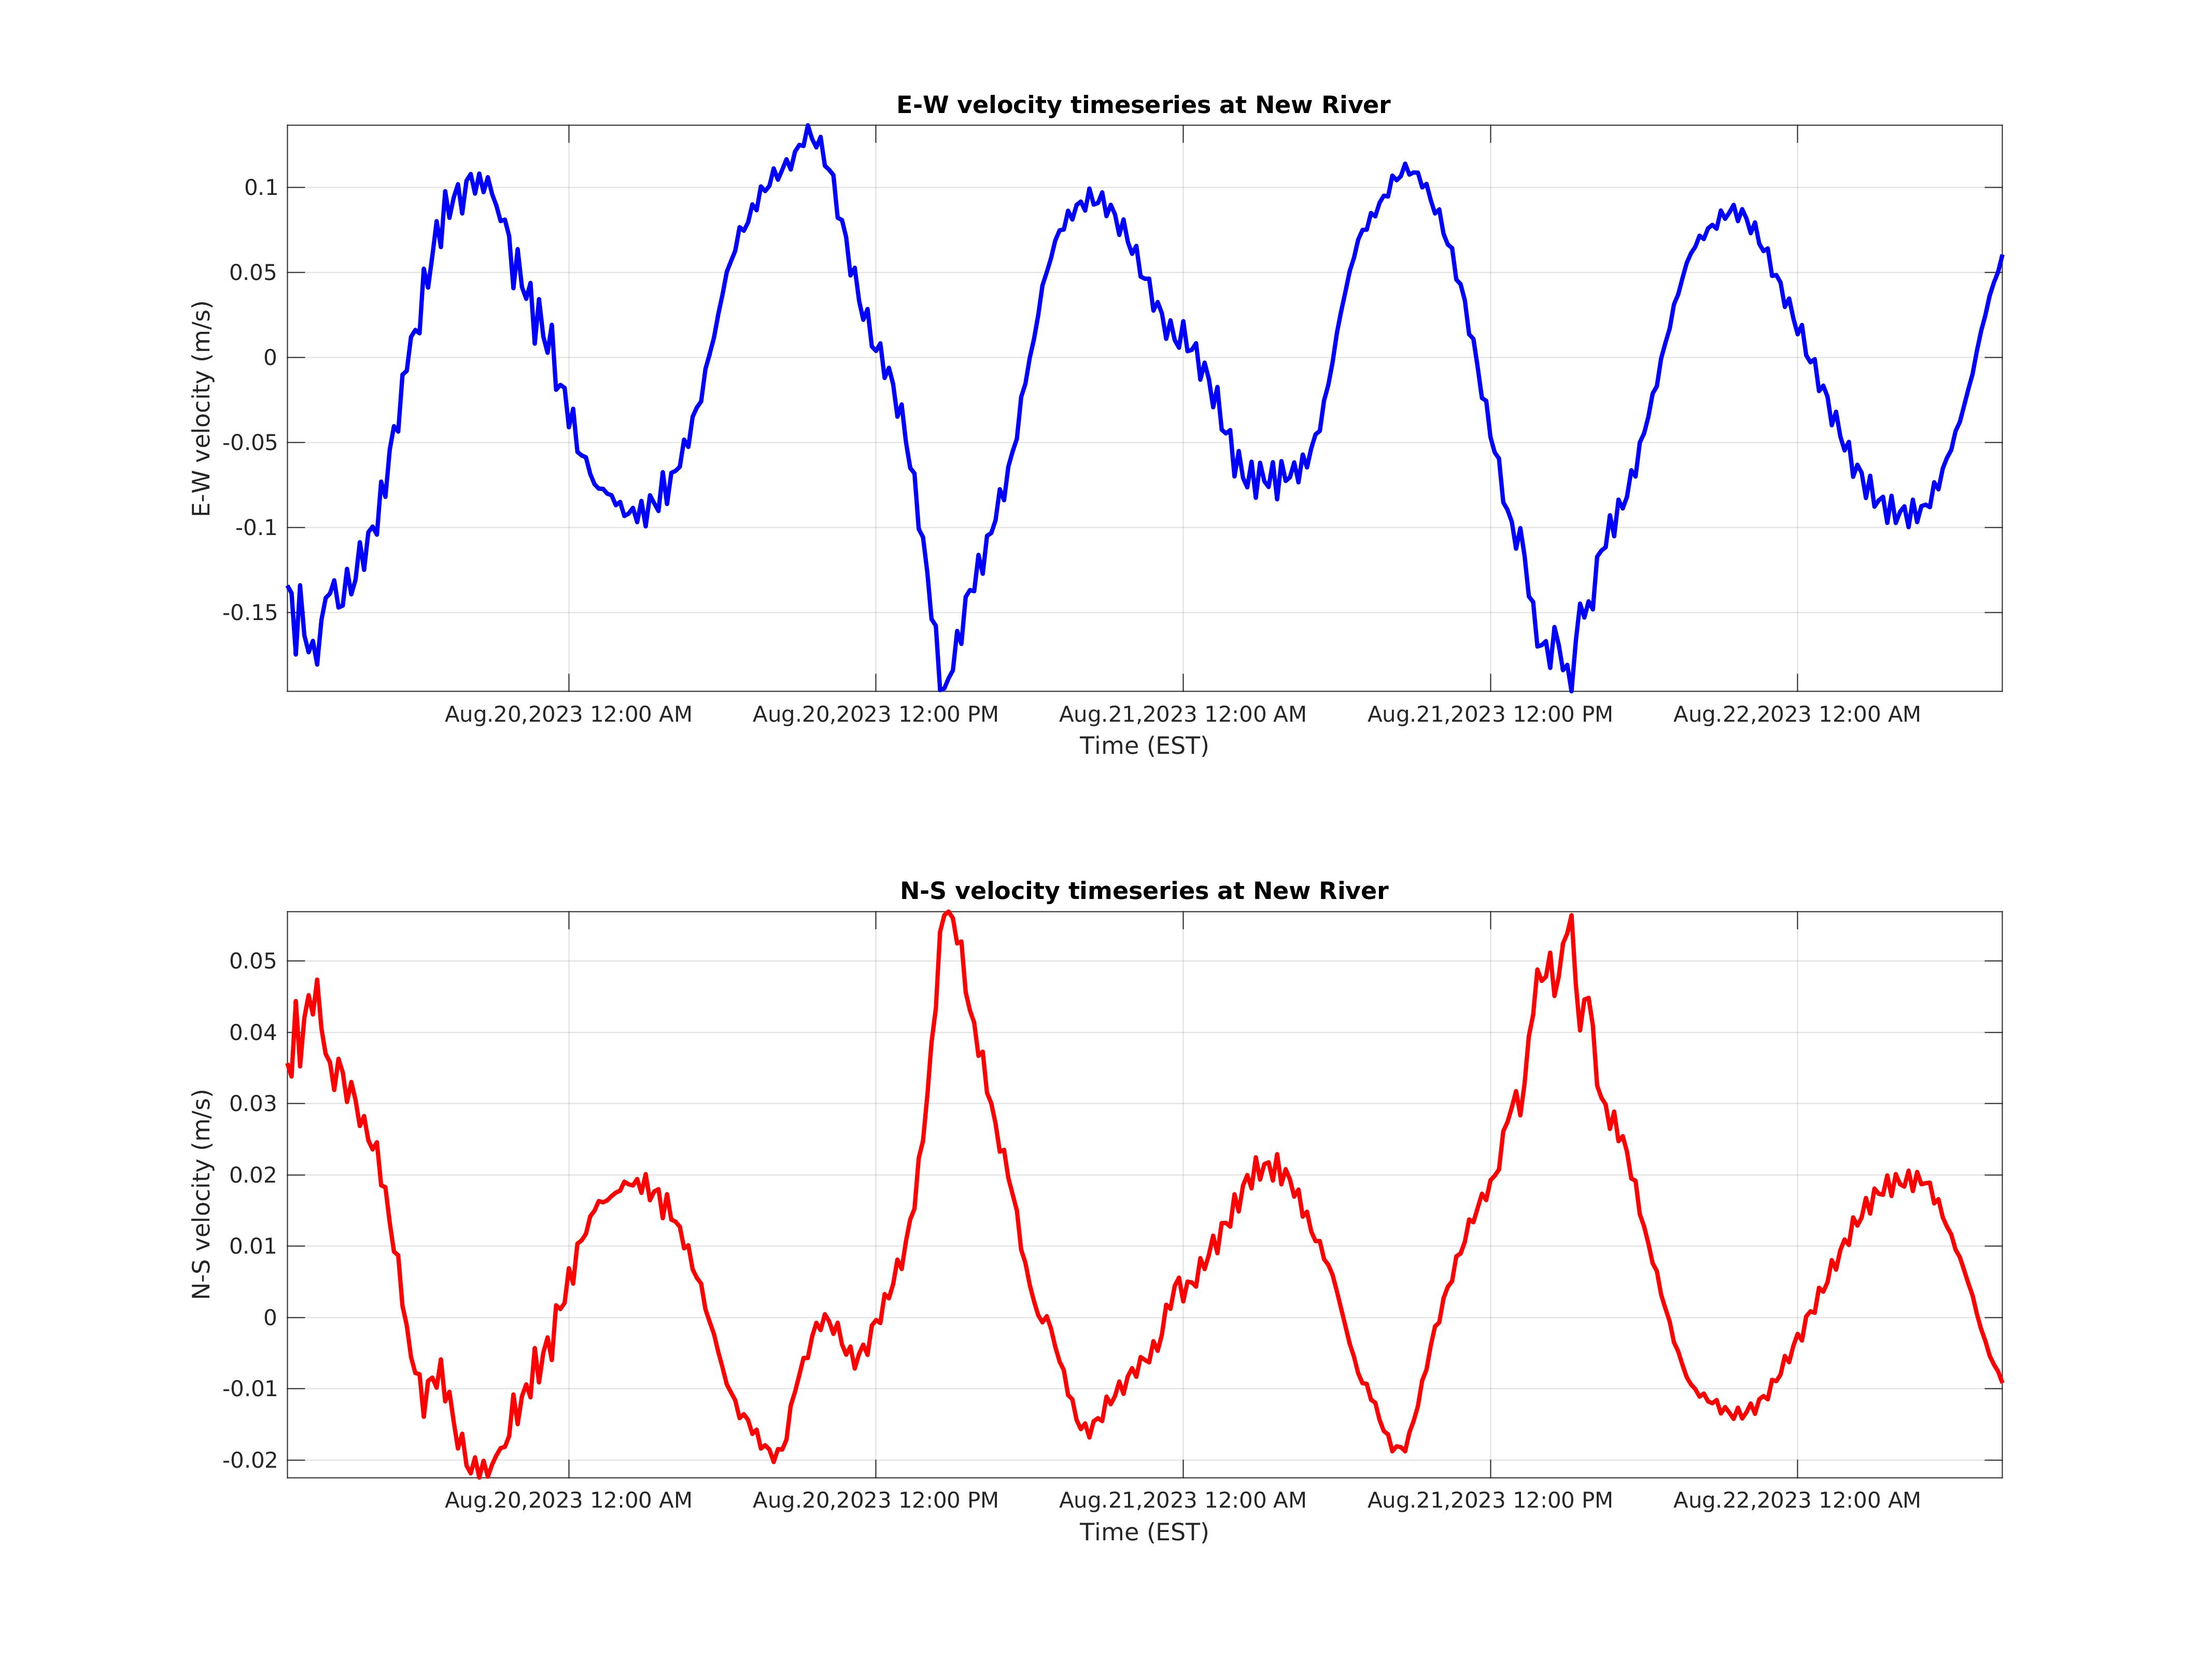 E-W velocity timeseries at New River
E-W velocity (m/s)
0.1
0.05
0
-0.05
-0.1
-0.15
Aug.20,2023 12:00 AM
Aug.20,2023 12:00 PM
Aug.21,2023 12:00 AM
Aug.21,2023 12:00 PM
Aug.22,2023 12:00 AM
Time (EST)
N-S velocity timeseries at New River
N-S velocity (m/s)
0.05
0.04
0.03
0.02
0.01
0
-0.01
-0.02
Aug.20,2023 12:00 AM
Aug.20,2023 12:00 PM
Aug.21,2023 12:00 AM
Aug.21,2023 12:00 PM
Aug.22,2023 12:00 AM
Time (EST)